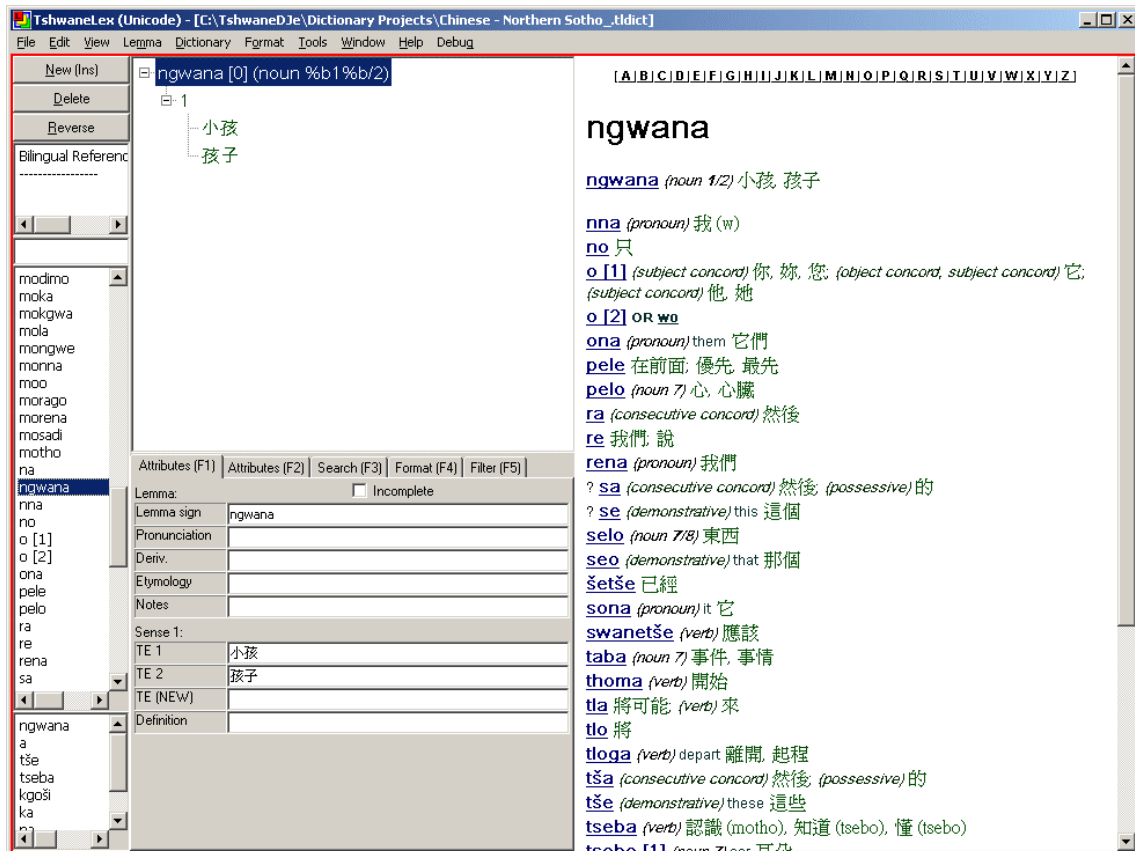 TshwaneLex (Unicode) - [C:\TshwaneDJe\Dictionary Projects\Chinese - Northern Sotho_.tldict]
File Edit View Lemma Dictionary Format Tools Window Help Debug
New (Ins)
Delete
Reverse
Bilingual Referenc
-----------------
modimo
moka
mokgwa
mola
mongwe
monna
moo
morago
morena
mosadi
motho
na
ngwana
nna
no
o [1]
o [2]
ona
pele
pelo
ra
re
rena
sa
ngwana
a
tše
tseba
kgoši
ka
ngwana [0] (noun %b1%b/2)
1
小孩
孩子
Attributes (F1) Attributes (F2) Search (F3) Format (F4) Filter (F5)
Lemma: Incomplete
Lemma sign ngwana
Pronunciation
Deriv.
Etymology
Notes
Sense 1:
TE 1 小孩
TE 2 孩子
TE (NEW)
Definition
[A|B|C|D|E|F|G|H|I|J|K|L|M|N|O|P|Q|R|S|T|U|V|W|X|Y|Z]
ngwana
ngwana (noun 1/2) 小孩, 孩子
nna (pronoun) 我 (w)
no 只
o [1] (subject concord) 你, 妳, 您; (object concord, subject concord) 它;
(subject concord) 他, 她
o [2] OR wo
ona (pronoun) them 它們
pele 在前面; 優先, 最先
pelo (noun 7) 心, 心臟
ra (consecutive concord) 然後
re 我們; 說
rena (pronoun) 我們
? sa (consecutive concord) 然後; (possessive) 的
? se (demonstrative) this 這個
selo (noun 7/8) 東西
seo (demonstrative) that 那個
šetše 已經
sona (pronoun) it 它
swanetše (verb) 應該
taba (noun 7) 事件, 事情
thoma (verb) 開始
tla 將可能; (verb) 來
tlo 將
tloga (verb) depart 離開, 起程
tša (consecutive concord) 然後; (possessive) 的
tše (demonstrative) these 這些
tseba (verb) 認識 (motho), 知道 (tsebo), 懂 (tsebo)
tsebe [1] (noun 7) ear 耳朵